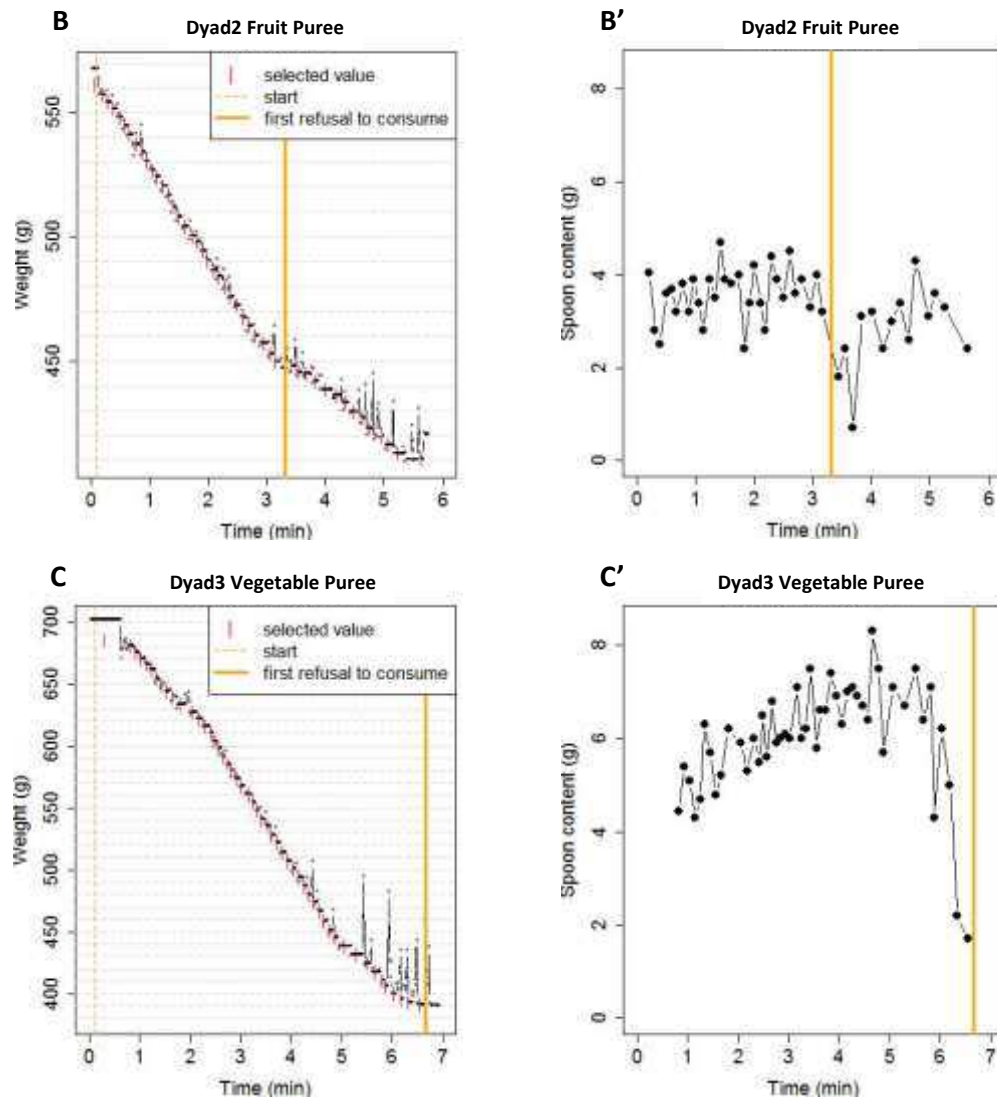 B
Dyad2 Fruit Puree
selected value
start
first refusal to consume
Weight (g)
550
500
450
0 1 2 3 4 5 6
Time (min)
B’
Dyad2 Fruit Puree
Spoon content (g)
8
6
4
2
0
0 1 2 3 4 5 6
Time (min)
C
Dyad3 Vegetable Puree
selected value
start
first refusal to consume
Weight (g)
700
650
600
550
500
450
400
0 1 2 3 4 5 6 7
Time (min)
C’
Dyad3 Vegetable Puree
Spoon content (g)
8
6
4
2
0
0 1 2 3 4 5 6 7
Time (min)